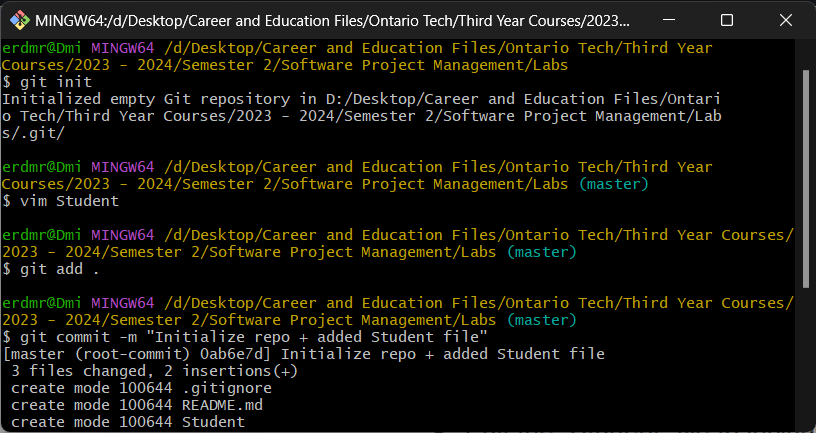 MINGW64:/d/Desktop/Career and Education Files/Ontario Tech/Third Year Courses/2023...
erdmr@Dmi MINGW64 /d/Desktop/Career and Education Files/Ontario Tech/Third Year
Courses/2023 - 2024/Semester 2/Software Project Management/Labs
$ git init
Initialized empty Git repository in D:/Desktop/Career and Education Files/Ontari
o Tech/Third Year Courses/2023 - 2024/Semester 2/Software Project Management/Lab
s/.git/
erdmr@Dmi MINGW64 /d/Desktop/Career and Education Files/Ontario Tech/Third Year
Courses/2023 - 2024/Semester 2/Software Project Management/Labs (master)
$ vim Student
erdmr@Dmi MINGW64 /d/Desktop/Career and Education Files/Ontario Tech/Third Year Courses/
2023 - 2024/Semester 2/Software Project Management/Labs (master)
$ git add .
erdmr@Dmi MINGW64 /d/Desktop/Career and Education Files/Ontario Tech/Third Year Courses/
2023 - 2024/Semester 2/Software Project Management/Labs (master)
$ git commit -m "Initialize repo + added Student file"
[master (root-commit) 0ab6e7d] Initialize repo + added Student file
 3 files changed, 2 insertions(+)
 create mode 100644 .gitignore
 create mode 100644 README.md
 create mode 100644 Student